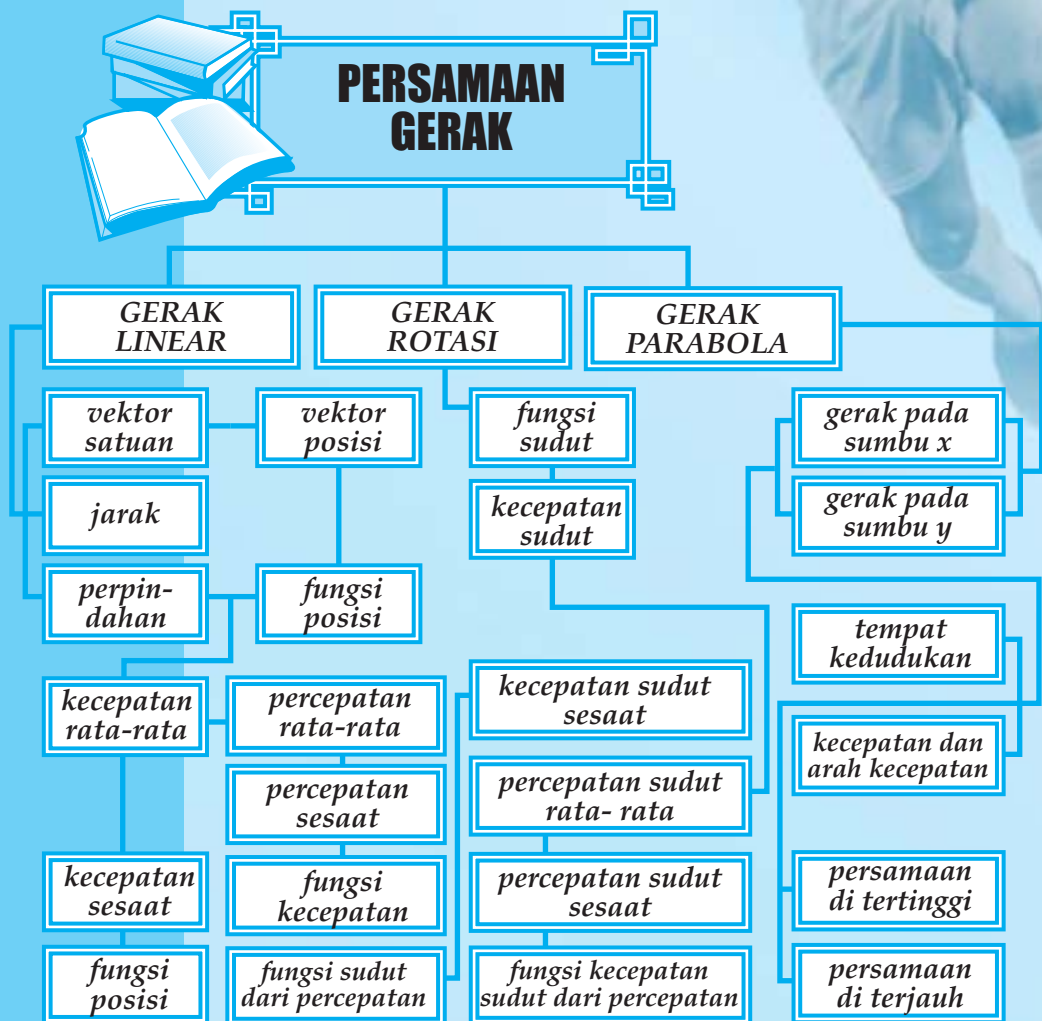 PERSAMAAN
GERAK
GERAK
LINEAR
GERAK
ROTASI
GERAK
PARABOLA
vektor
satuan
vektor
posisi
fungsi
sudut
gerak pada
sumbu x
jarak
kecepatan
sudut
gerak pada
sumbu y
perpin-
dahan
fungsi
posisi
tempat
kedudukan
kecepatan
rata-rata
percepatan
rata-rata
kecepatan sudut
sesaat
kecepatan dan
arah kecepatan
percepatan
sesaat
percepatan sudut
rata- rata
kecepatan
sesaat
fungsi
kecepatan
percepatan sudut
sesaat
persamaan
di tertinggi
fungsi
posisi
fungsi sudut
dari percepatan
fungsi kecepatan
sudut dari percepatan
persamaan
di terjauh